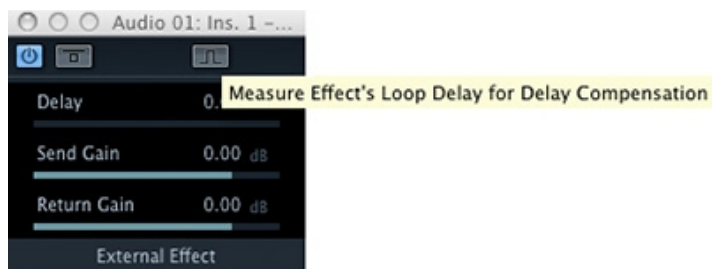 Audio 01: Ins. 1 –...
Measure Effect's Loop Delay for Delay Compensation
Delay 0.
Send Gain 0.00 dB
Return Gain 0.00 dB
External Effect